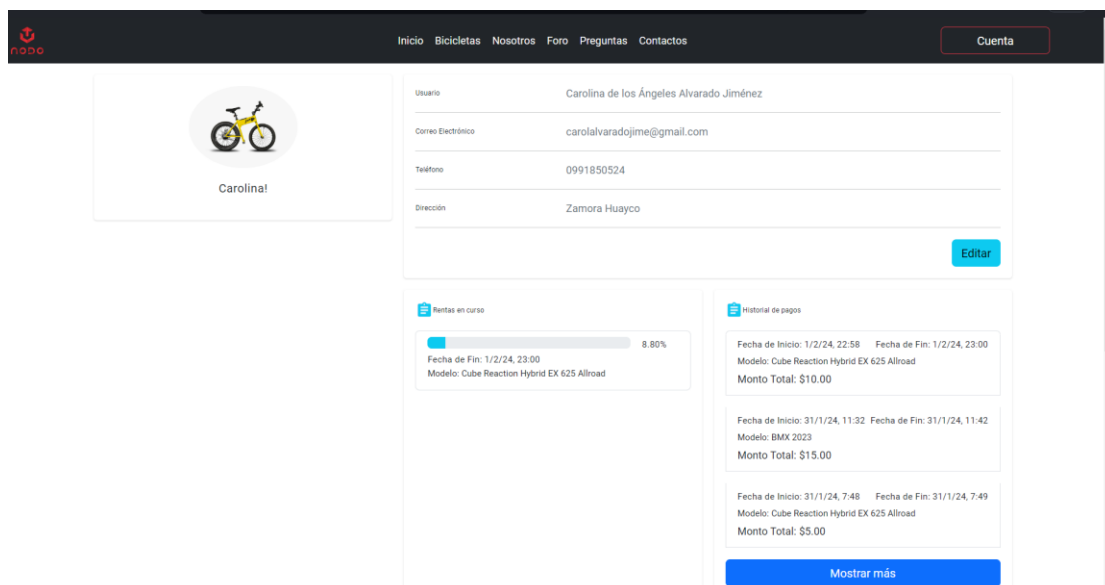 nodo
Inicio Bicicletas Nosotros Foro Preguntas Contactos
Cuenta
Carolina!
Usuario Carolina de los Ángeles Alvarado Jiménez
Correo Electrónico carolalvaradojime@gmail.com
Teléfono 0991850524
Dirección Zamora Huayco
Editar
Rentas en curso
8.80%
Fecha de Fin: 1/2/24, 23:00
Modelo: Cube Reaction Hybrid EX 625 Allroad
Historial de pagos
Fecha de Inicio: 1/2/24, 22:58 Fecha de Fin: 1/2/24, 23:00
Modelo: Cube Reaction Hybrid EX 625 Allroad
Monto Total: $10.00
Fecha de Inicio: 31/1/24, 11:32 Fecha de Fin: 31/1/24, 11:42
Modelo: BMX 2023
Monto Total: $15.00
Fecha de Inicio: 31/1/24, 7:48 Fecha de Fin: 31/1/24, 7:49
Modelo: Cube Reaction Hybrid EX 625 Allroad
Monto Total: $5.00
Mostrar más